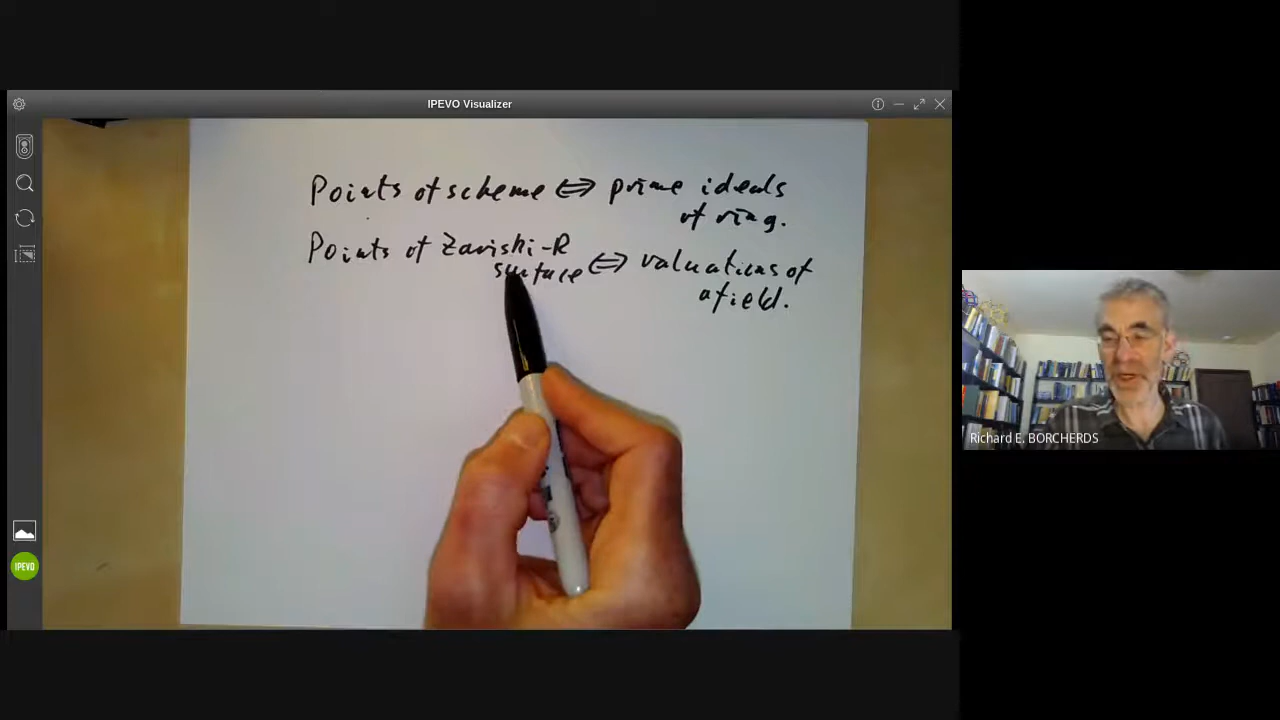 IPEVO Visualizer
Points of scheme ⇔ prime ideals
of ring.
Points of Zariski-R
surface ⇔ valuations of
a field.
IPEVO
Richard E. BORCHERDS